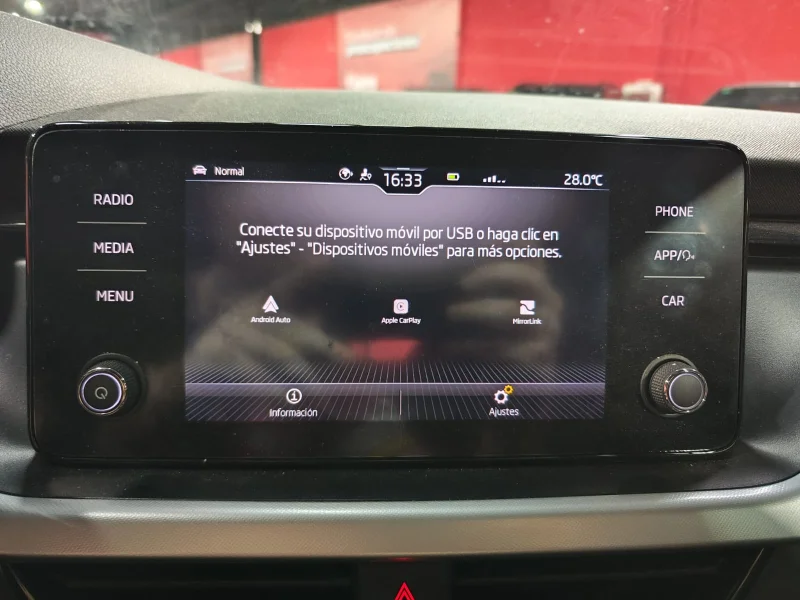 RADIO
MEDIA
MENU
Normal
16:33
28.0°C
Conecte su dispositivo móvil por USB o haga clic en
"Ajustes" - "Dispositivos móviles" para más opciones.
Android Auto
Apple CarPlay
MirrorLink
Información
Ajustes
PHONE
APP/
CAR